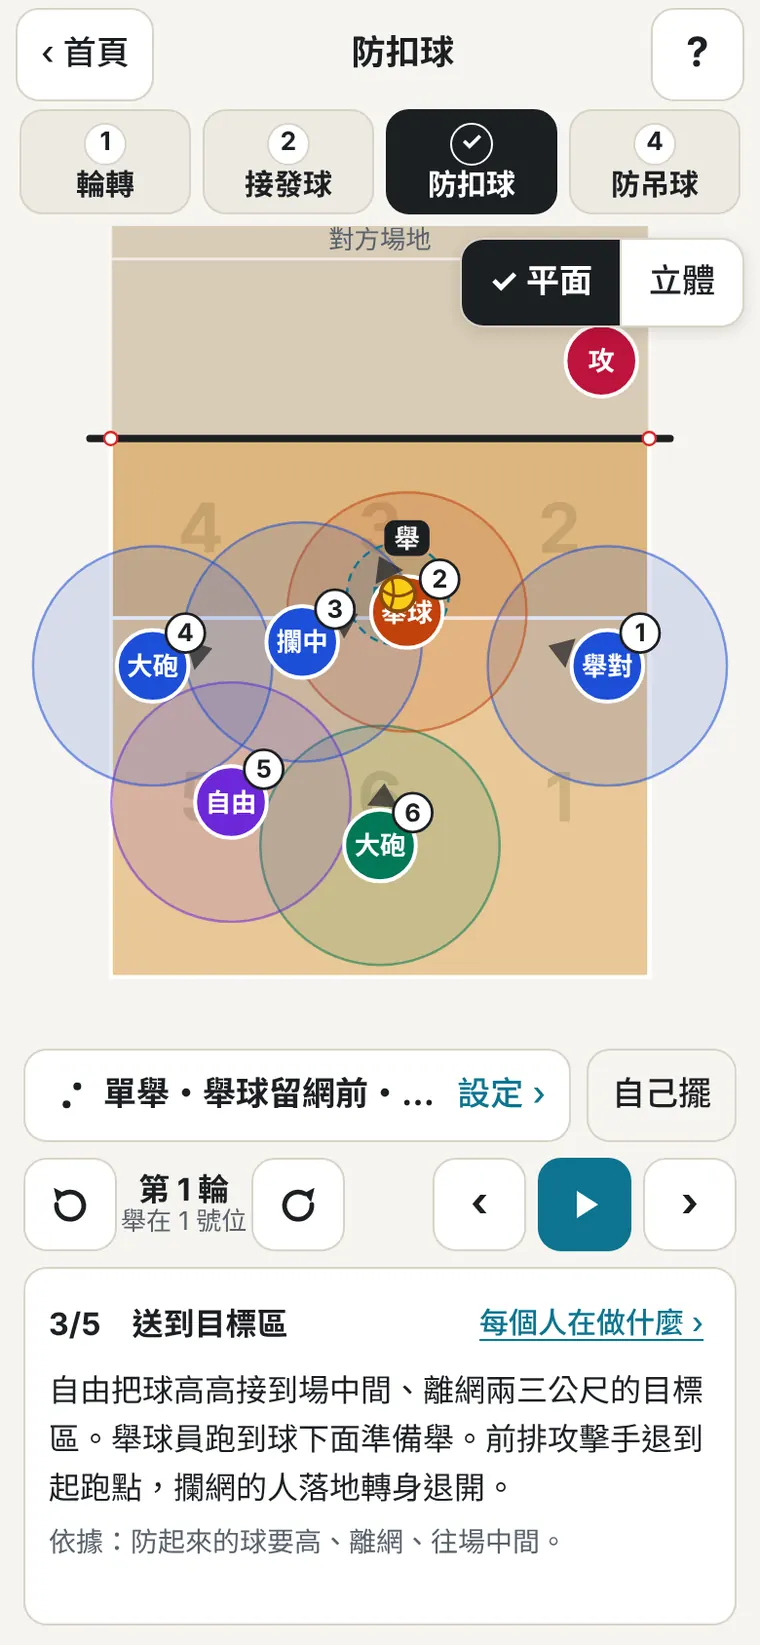 ‹ 首頁
防扣球
?
1
輪轉
2
接發球
防扣球
4
防吊球
對方場地
平面
立體
攻
4
3
2
舉
2
舉球
3
攔中
4
大砲
1
舉對
5
自由
5
6
大砲
6
1
單舉・舉球留網前・...
設定 ›
自己擺
第 1 輪
舉在 1 號位
‹
›
3/5 送到目標區
每個人在做什麼 ›
自由把球高高接到場中間、離網兩三公尺的目標
區。舉球員跑到球下面準備舉。前排攻擊手退到
起跑點，攔網的人落地轉身退開。
依據：防起來的球要高、離網、往場中間。